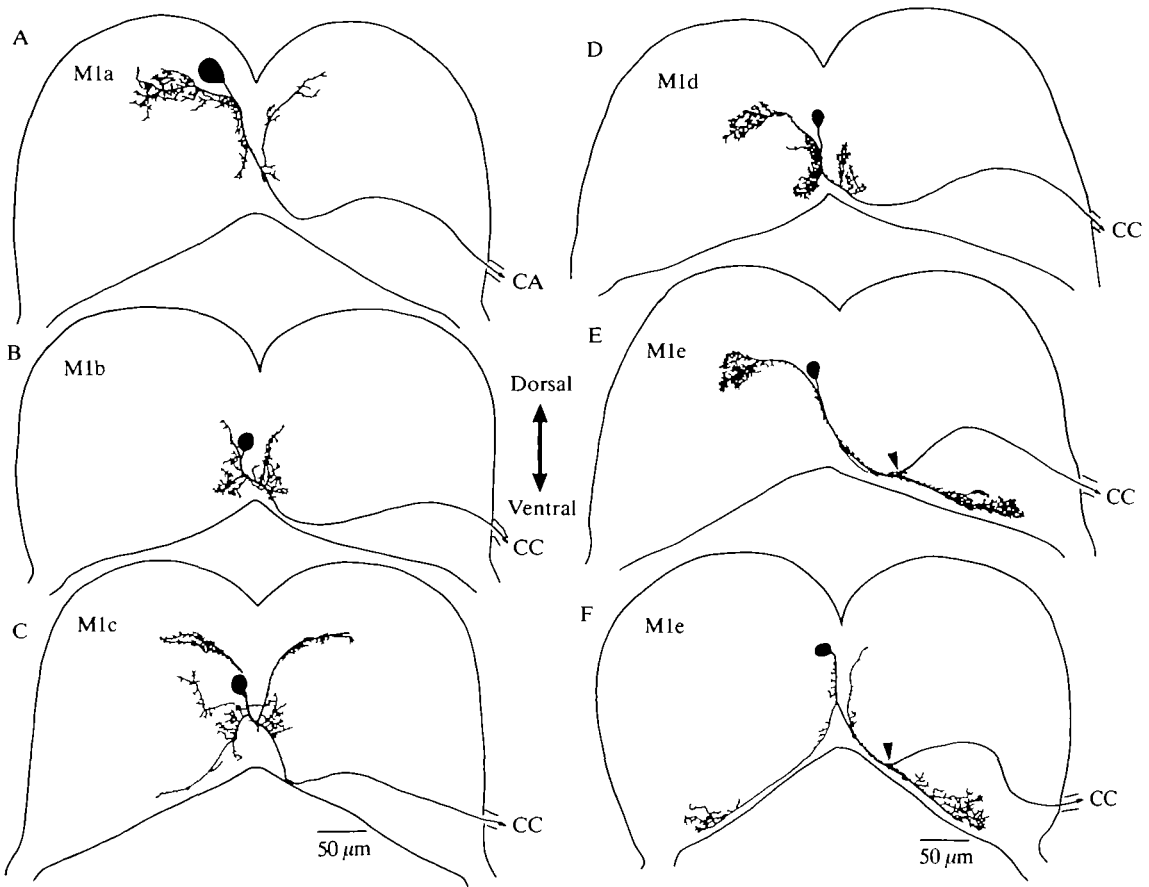 A
M1a
CA
B
M1b
CC
C
M1c
CC
50 μm
Dorsal
Ventral
D
M1d
CC
E
M1e
CC
F
M1e
CC
50 μm